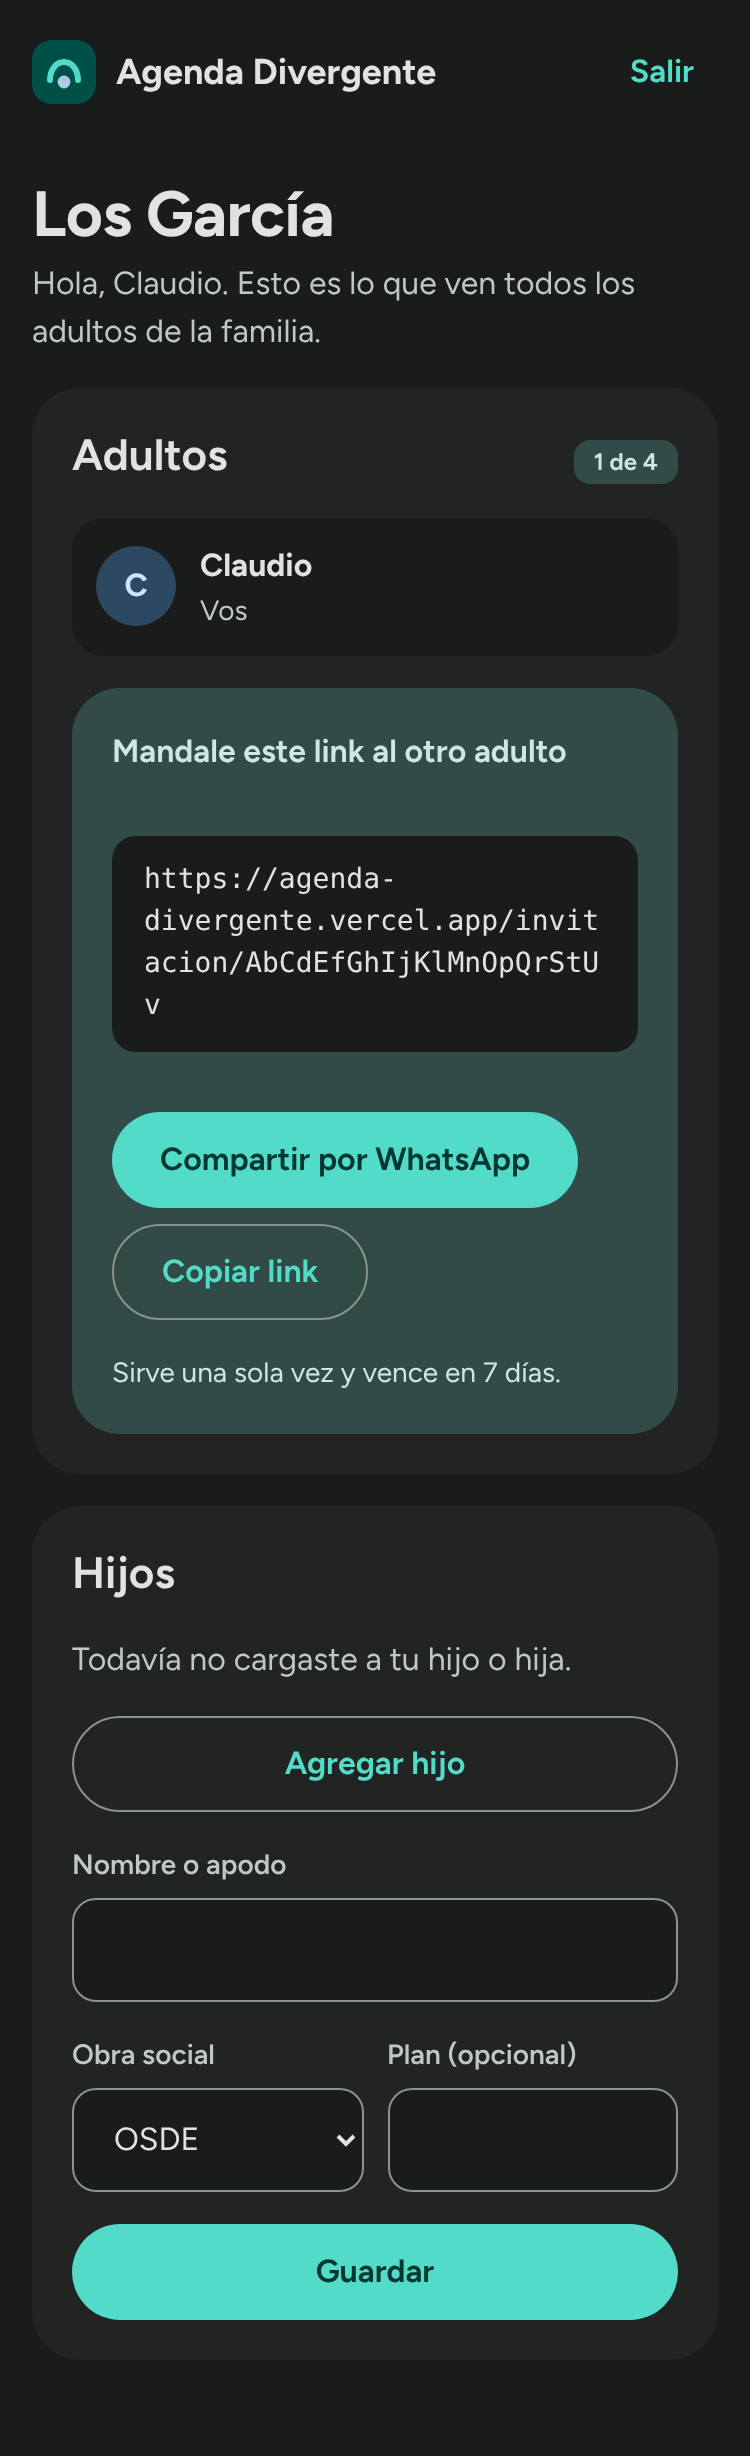 Agenda Divergente
Salir
Los García
Hola, Claudio. Esto es lo que ven todos los
adultos de la familia.
Adultos
1 de 4
C
Claudio
Vos
Mandale este link al otro adulto
https://agenda-
divergente.vercel.app/invit
acion/AbCdEfGhIjKlMnOpQrStU
v
Compartir por WhatsApp
Copiar link
Sirve una sola vez y vence en 7 días.
Hijos
Todavía no cargaste a tu hijo o hija.
Agregar hijo
Nombre o apodo
Obra social
Plan (opcional)
OSDE
Guardar